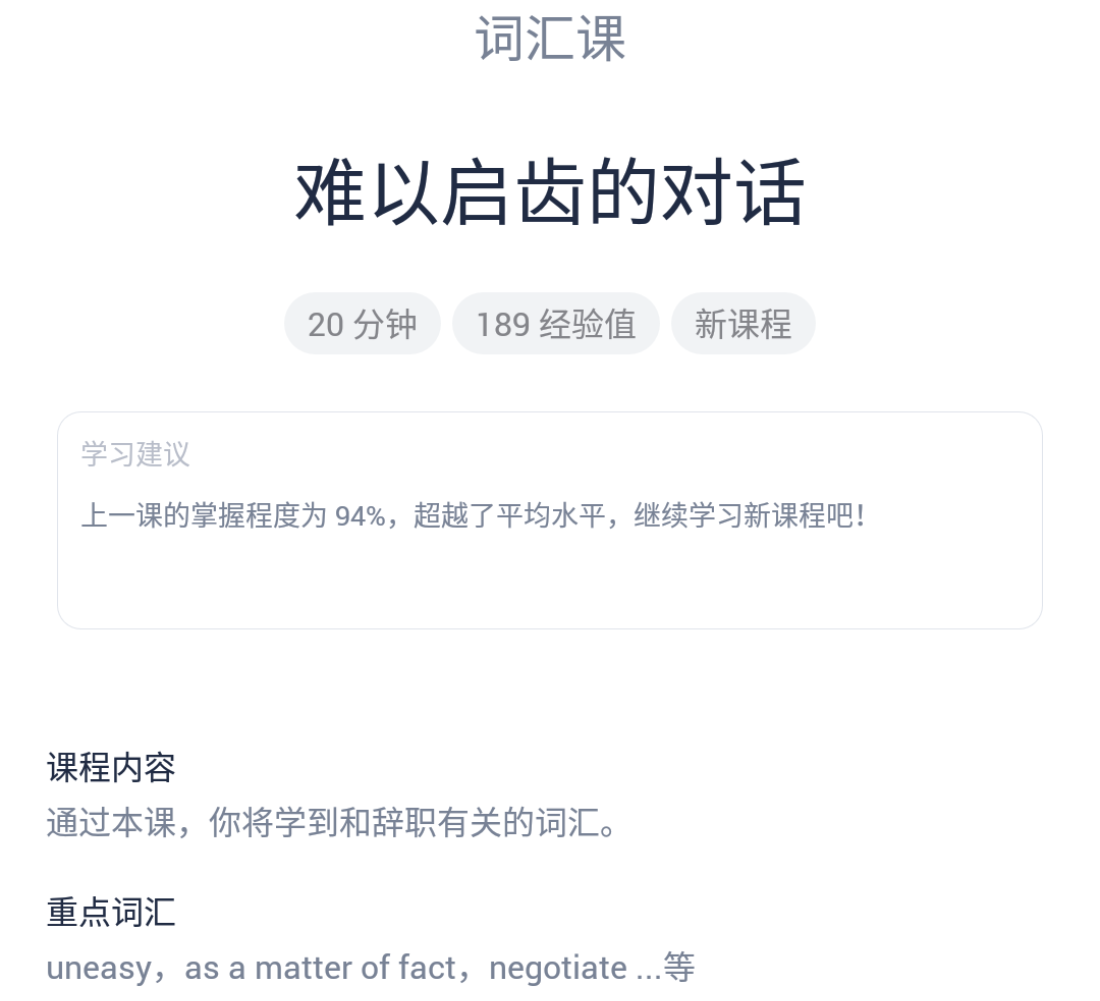 词汇课
难以启齿的对话
20 分钟 189 经验值 新课程
学习建议
上一课的掌握程度为 94%，超越了平均水平，继续学习新课程吧！
课程内容
通过本课，你将学到和辞职有关的词汇。
重点词汇
uneasy，as a matter of fact，negotiate ...等